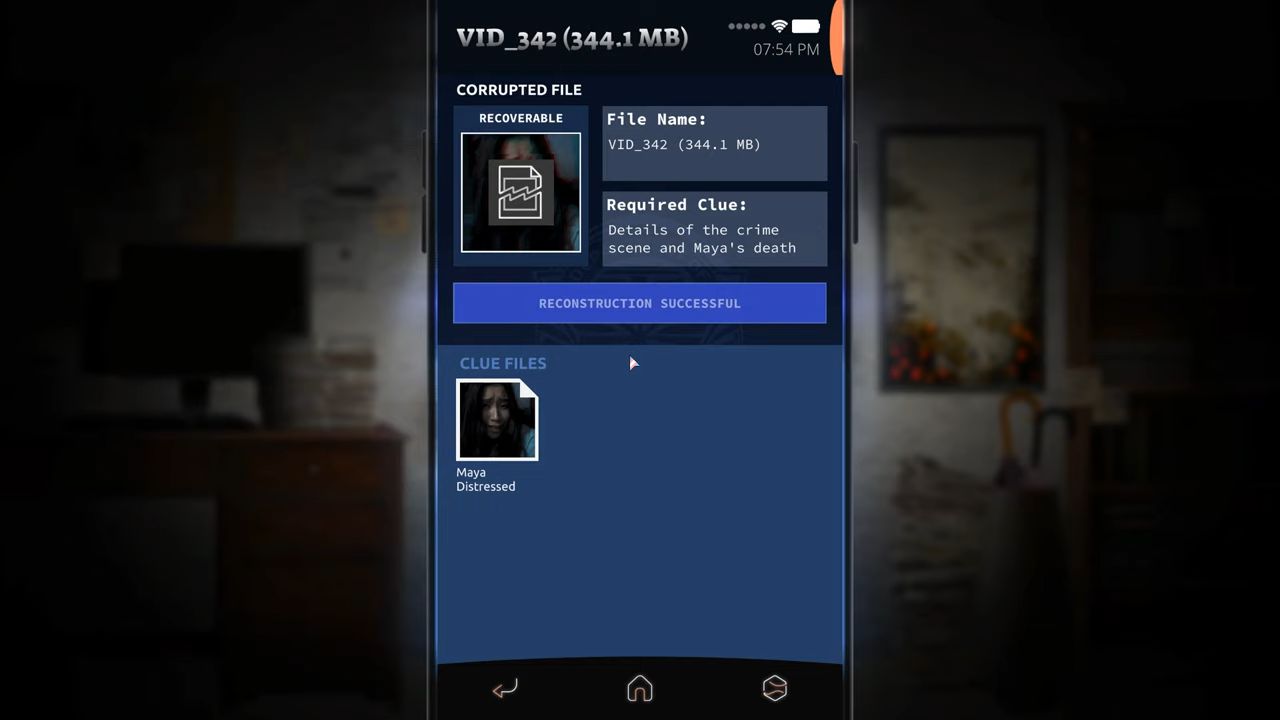 VID_342 (344.1 MB)
07:54 PM
CORRUPTED FILE
RECOVERABLE
File Name:
VID_342 (344.1 MB)
Required Clue:
Details of the crime
scene and Maya's death
RECONSTRUCTION SUCCESSFUL
CLUE FILES
Maya
Distressed